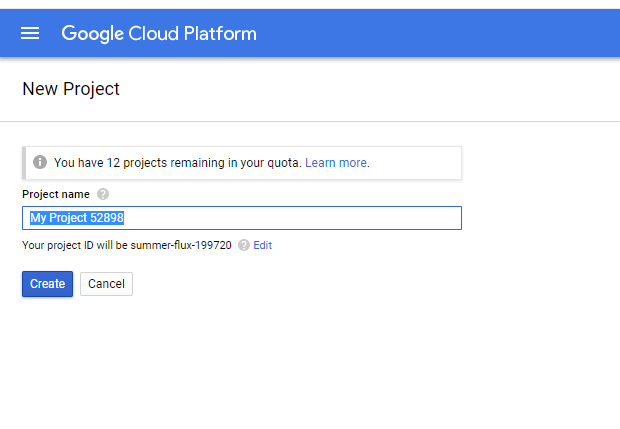 Google Cloud Platform
New Project
You have 12 projects remaining in your quota. Learn more.
Project name
My Project 52898
Your project ID will be summer-flux-199720 Edit
Create Cancel